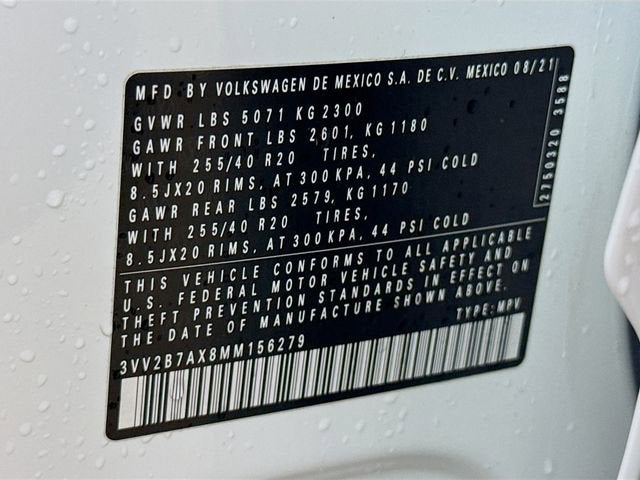 MFD BY VOLKSWAGEN DE MEXICO S.A. DE C.V. MEXICO 08/21
GVWR LBS 5071 KG 2300
GAWR FRONT LBS 2601, KG 1180
WITH 255/40 R20 TIRES,
8.5JX20 RIMS, AT 300 KPA, 44 PSI COLD
GAWR REAR LBS 2579, KG 1170
WITH 255/40 R20 TIRES,
8.5JX20 RIMS, AT 300 KPA, 44 PSI COLD
THIS VEHICLE CONFORMS TO ALL APPLICABLE
U.S. FEDERAL MOTOR VEHICLE SAFETY AND
THEFT PREVENTION STANDARDS IN EFFECT ON
THE DATE OF MANUFACTURE SHOWN ABOVE.
TYPE: MPV
3VV2B7AX8MM156279
2750320 3588